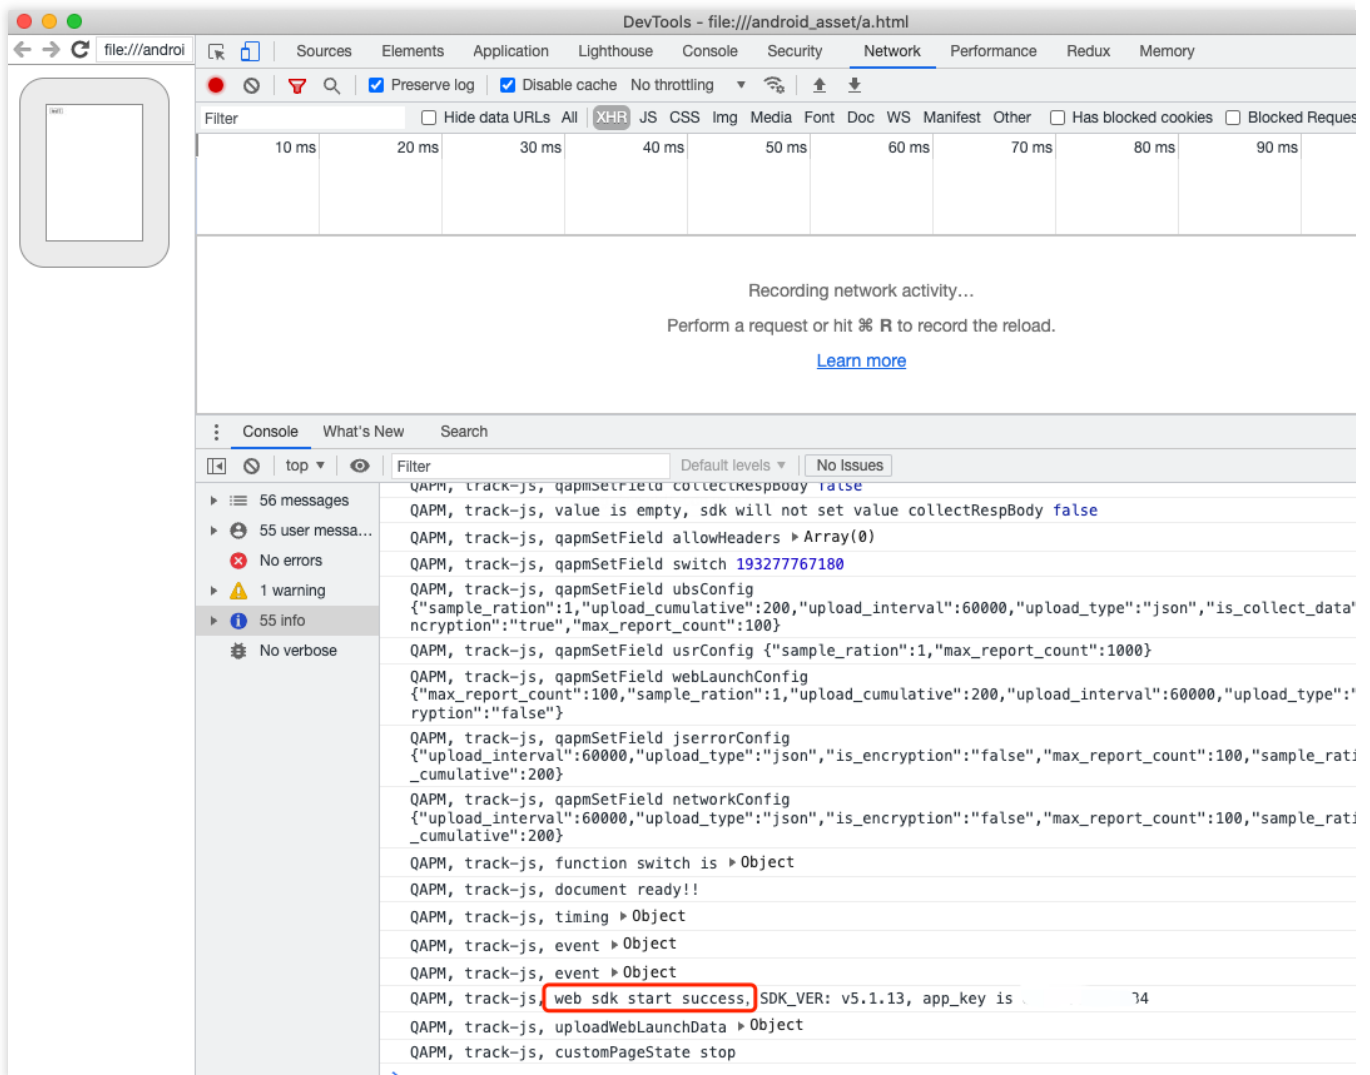 DevTools - file:///android_asset/a.html
file:///androi
Sources Elements Application Lighthouse Console Security Network Performance Redux Memory
Preserve log Disable cache No throttling
Filter Hide data URLs All XHR JS CSS Img Media Font Doc WS Manifest Other Has blocked cookies Blocked Reques
10 ms 20 ms 30 ms 40 ms 50 ms 60 ms 70 ms 80 ms 90 ms
Recording network activity…
Perform a request or hit ⌘ R to record the reload.
Learn more
Console What's New Search
top Filter Default levels No Issues
56 messages
55 user messa...
No errors
1 warning
55 info
No verbose
QAPM, track-js, qapmSetField collectRespBody false
QAPM, track-js, value is empty, sdk will not set value collectRespBody false
QAPM, track-js, qapmSetField allowHeaders ▶Array(0)
QAPM, track-js, qapmSetField switch 193277767180
QAPM, track-js, qapmSetField ubsConfig
{"sample_ration":1,"upload_cumulative":200,"upload_interval":60000,"upload_type":"json","is_collect_data"
ncryption":"true","max_report_count":100}
QAPM, track-js, qapmSetField usrConfig {"sample_ration":1,"max_report_count":1000}
QAPM, track-js, qapmSetField webLaunchConfig
{"max_report_count":100,"sample_ration":1,"upload_cumulative":200,"upload_interval":60000,"upload_type":"
ryption":"false"}
QAPM, track-js, qapmSetField jserrorConfig
{"upload_interval":60000,"upload_type":"json","is_encryption":"false","max_report_count":100,"sample_rati
_cumulative":200}
QAPM, track-js, qapmSetField networkConfig
{"upload_interval":60000,"upload_type":"json","is_encryption":"false","max_report_count":100,"sample_rati
_cumulative":200}
QAPM, track-js, function switch is ▶Object
QAPM, track-js, document ready!!
QAPM, track-js, timing ▶Object
QAPM, track-js, event ▶Object
QAPM, track-js, event ▶Object
QAPM, track-js, web sdk start success, SDK_VER: v5.1.13, app_key is 34
QAPM, track-js, uploadWebLaunchData ▶Object
QAPM, track-js, customPageState stop